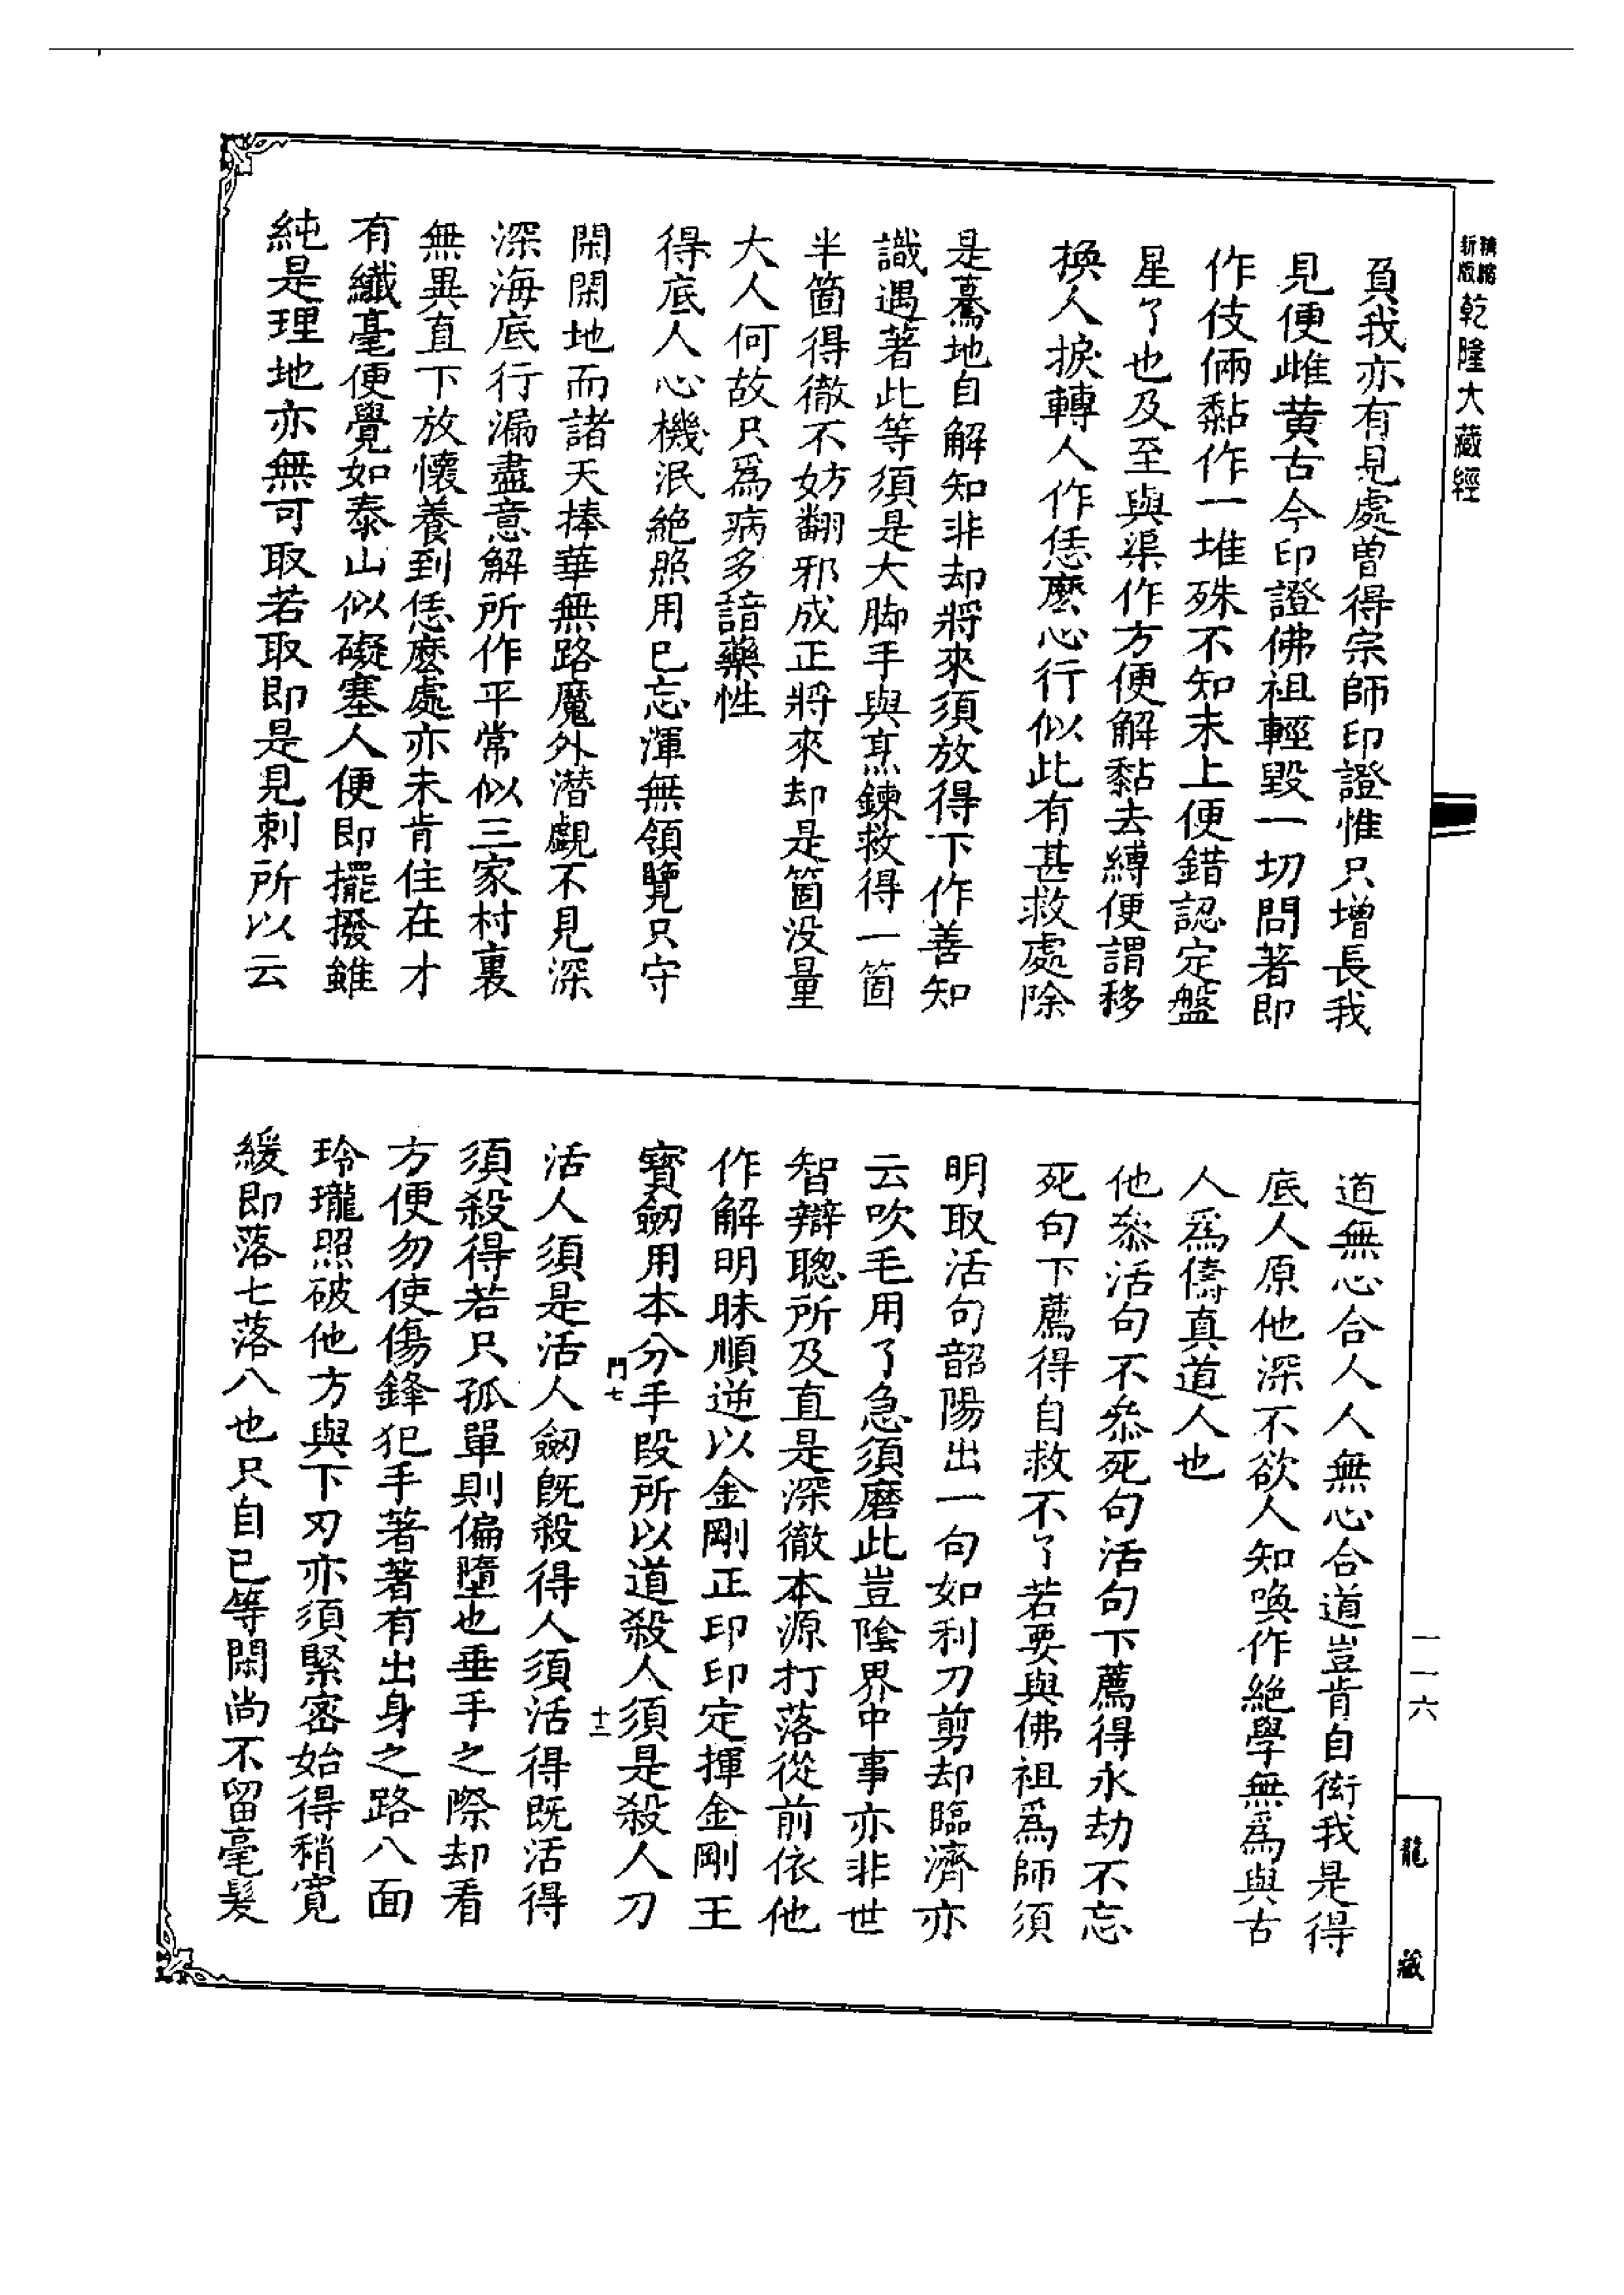 精縮新版乾隆大藏經
負我亦有見處曾得宗師印證惟只增長我
見便雌黄古今印證佛祖輕毀一切問著即
作伎倆黏作一堆殊不知末上便錯認定盤
星了也及至與渠作方便解黏去縛便謂移
換人捩轉人作恁麽心行似此有甚救處除
是驀地自解知非却將來須放得下作善知
識遇著此等須是大脚手與烹鍊救得一箇
半箇得徹不妨翻邪成正將來却是箇没量
大人何故只爲病多諳藥性
得底人心機泯絶照用已忘渾無領覽只守
閑閑地而諸天捧華無路魔外潜覷不見深
深海底行漏盡意解所作平常似三家村裏
無異直下放懷養到恁麽處亦未肯住在才
有纖毫便覺如泰山似礙塞人便即擺撥雖
純是理地亦無可取若取即是見刺所以云
道無心合人人無心合道豈肯自衒我是得
底人原他深不欲人知喚作絶學無爲與古
人爲儔真道人也
他叅活句不叅死句活句下薦得永劫不忘
死句下薦得自救不了若要與佛祖爲師須
明取活句韶陽出一句如利刀剪却臨濟亦
云吹毛用了急須磨此豈陰界中事亦非世
智辯聰所及直是深徹本源打落從前依他
作解明昧順逆以金剛正印印定揮金剛王
寳劒用本分手段所以道殺人須是殺人刀
門七
十二
活人須是活人劒既殺得人須活得既活得
須殺得若只孤單則偏墮也垂手之際却看
方便勿使傷鋒犯手著著有出身之路八面
玲瓏照破他方與下刃亦須緊密始得稍寛
緩即落七落八也只自已等閑尚不留毫髮
一一六
龍藏